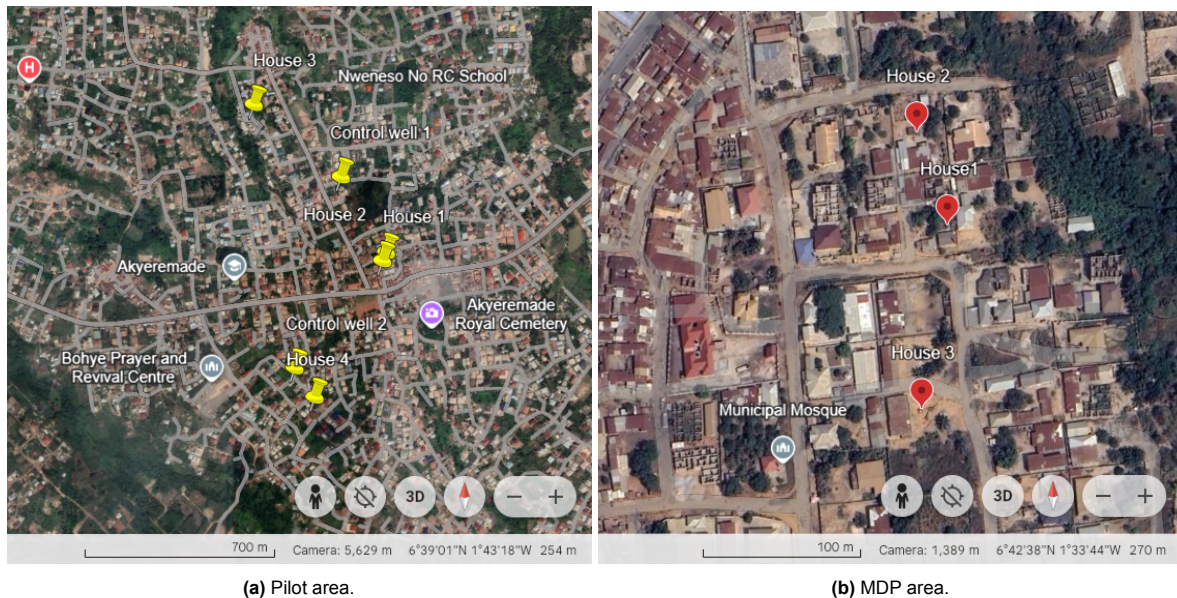 House 3
Nweneso No RC School
Control well 1
House 2
House 1
Akyeremade
Control well 2
Akyeremade
Royal Cemetery
Bohye Prayer and
Revival Centre
House 4
H
3D
700 m
Camera: 5,629 m
6°39'01"N 1°43'18"W
254 m
(a) Pilot area.
House 2
House1
House 3
Municipal Mosque
3D
100 m
Camera: 1,389 m
6°42'38"N 1°33'44"W
270 m
(b) MDP area.